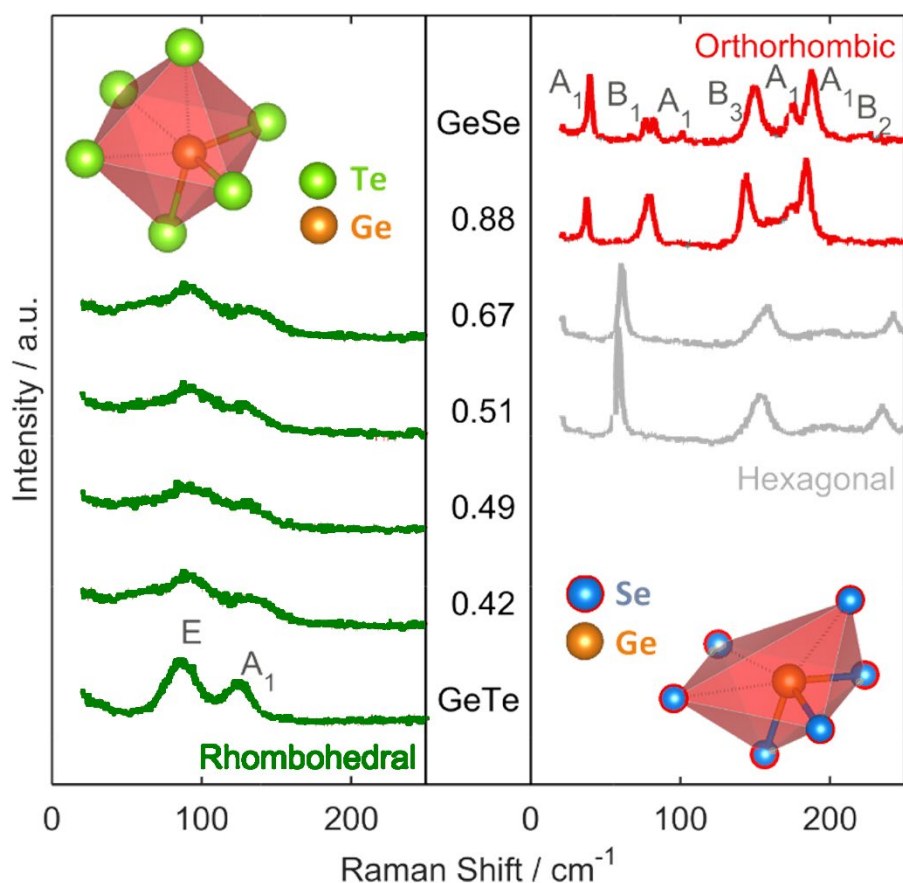 Orthorhombic
A1
B1
A1
B3
A1
A1
B2
GeSe
Te
Ge
0.88
0.67
0.51
Hexagonal
0.49
0.42
Se
Ge
E
A1
GeTe
Rhombohedral
Intensity / a.u.
0
100
200
0
100
200
Raman Shift / cm-1